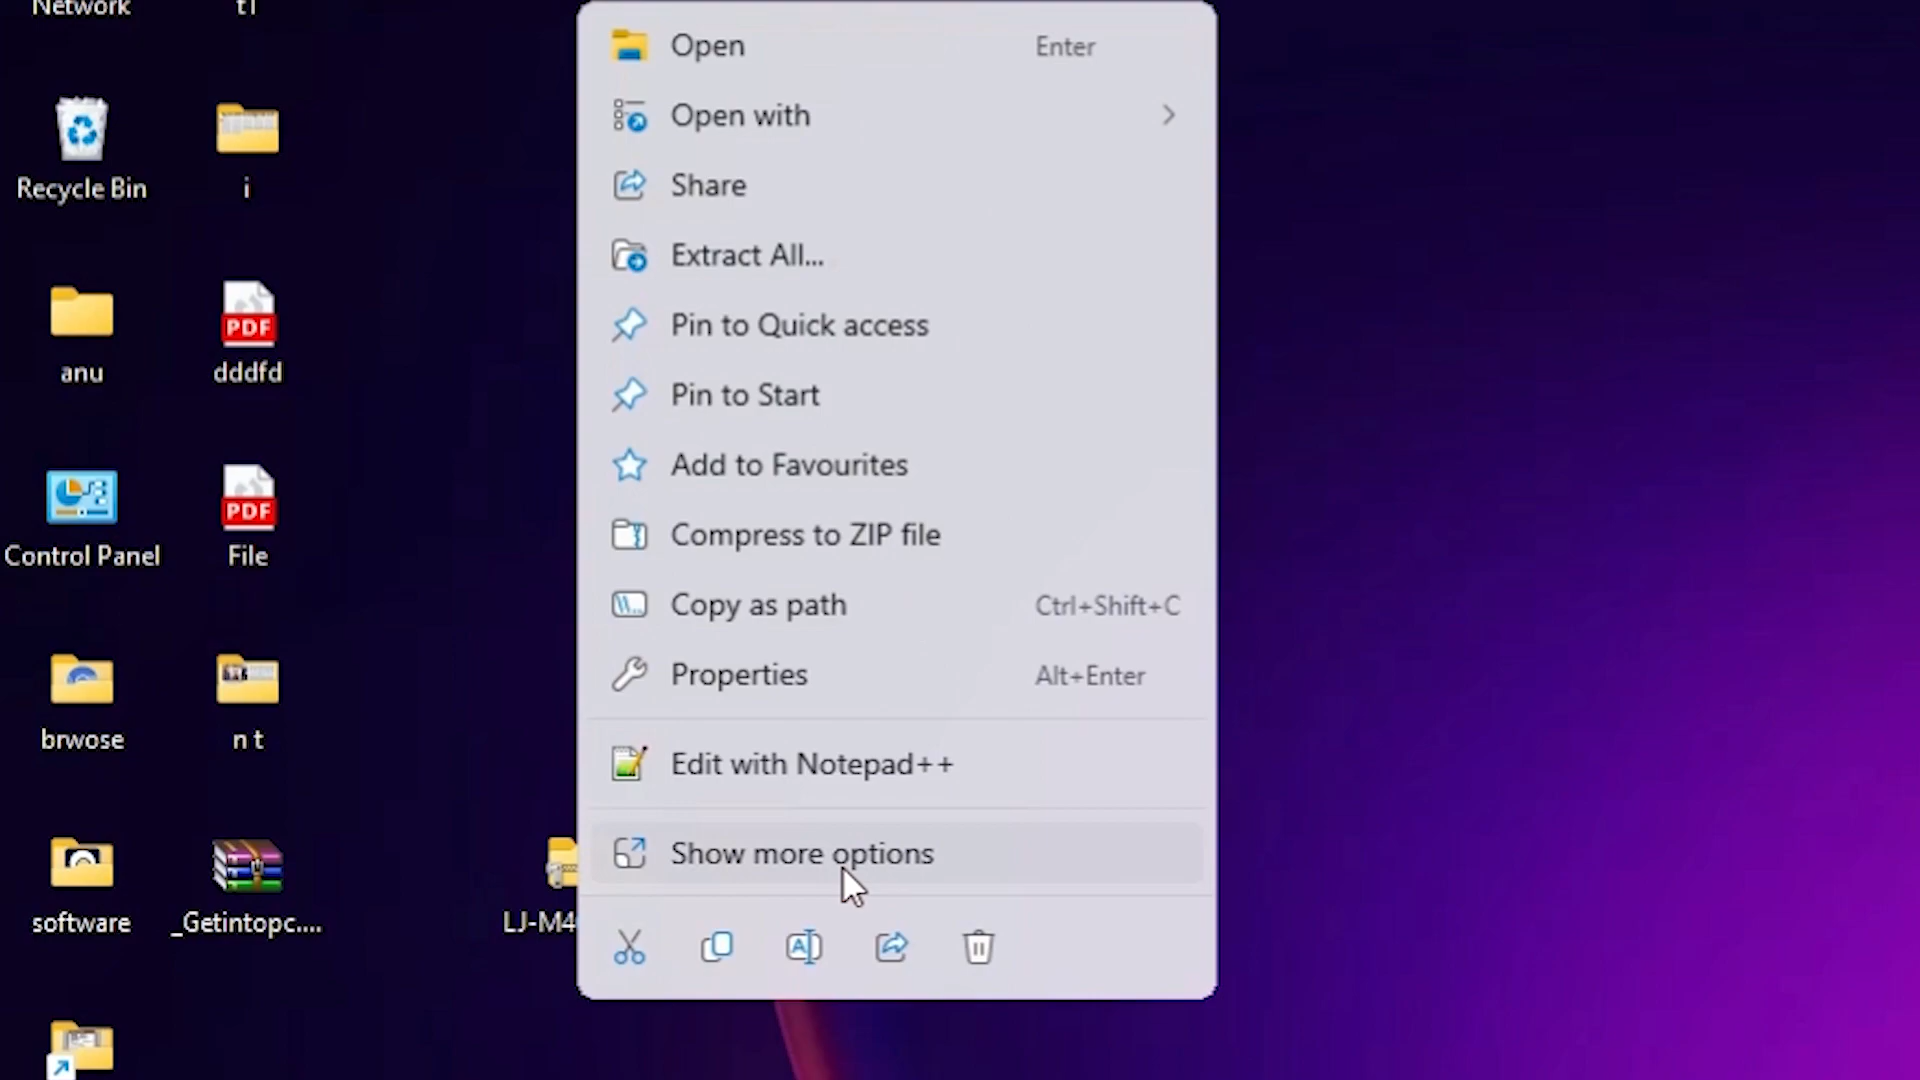 Network
t1
Recycle Bin
i
anu
dddfd
Control Panel
File
brwose
n t
software
_Getintopc....
LJ-M4
PDF
PDF
Open Enter
Open with
Share
Extract All...
Pin to Quick access
Pin to Start
Add to Favourites
Compress to ZIP file
Copy as path Ctrl+Shift+C
Properties Alt+Enter
Edit with Notepad++
Show more options